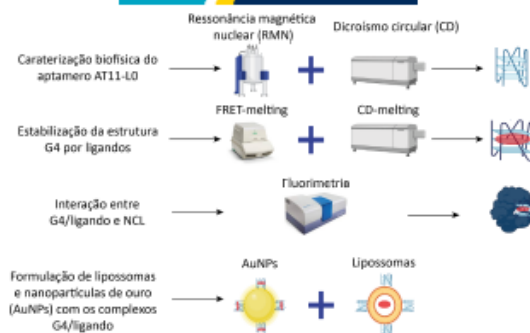 Ressonância magnética
nuclear (RMN)
Dicroísmo circular (CD)
Caraterização biofísica do
aptamero AT11-L0
FRET-melting
CD-melting
Estabilização da estrutura
G4 por ligandos
Fluorimetria
Interação entre
G4/ligando e NCL
AuNPs
Lipossomas
Formulação de lipossomas
e nanopartículas de ouro
(AuNPs) com os complexos
G4/ligando